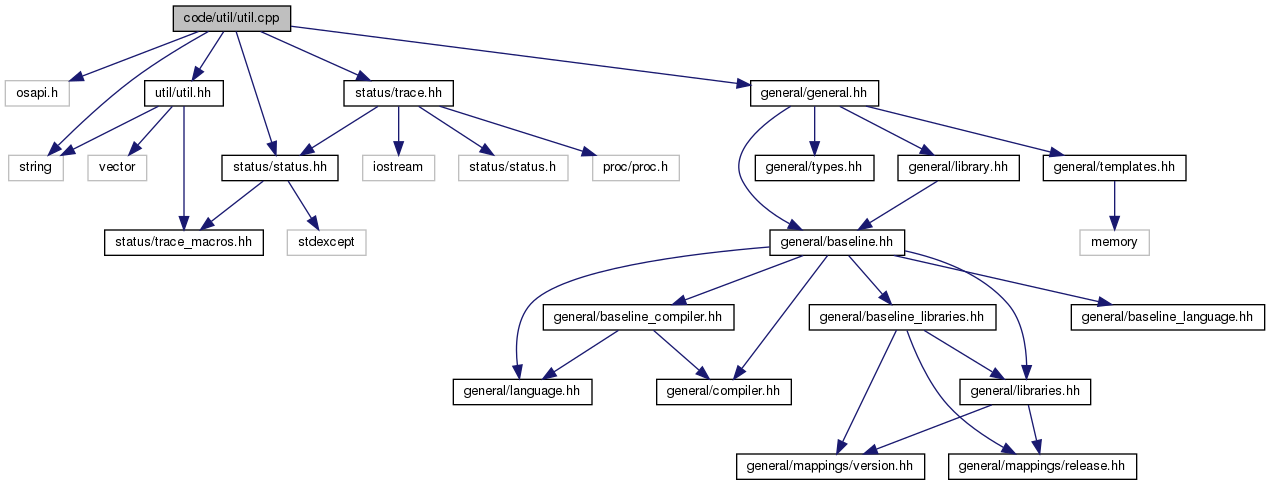 code/util/util.cpp
osapi.h
util/util.hh
status/trace.hh
general/general.hh
string
vector
status/status.hh
iostream
status/status.h
proc/proc.h
general/types.hh
general/library.hh
general/templates.hh
status/trace_macros.hh
stdexcept
general/baseline.hh
memory
general/baseline_compiler.hh
general/baseline_libraries.hh
general/baseline_language.hh
general/language.hh
general/compiler.hh
general/libraries.hh
general/mappings/version.hh
general/mappings/release.hh